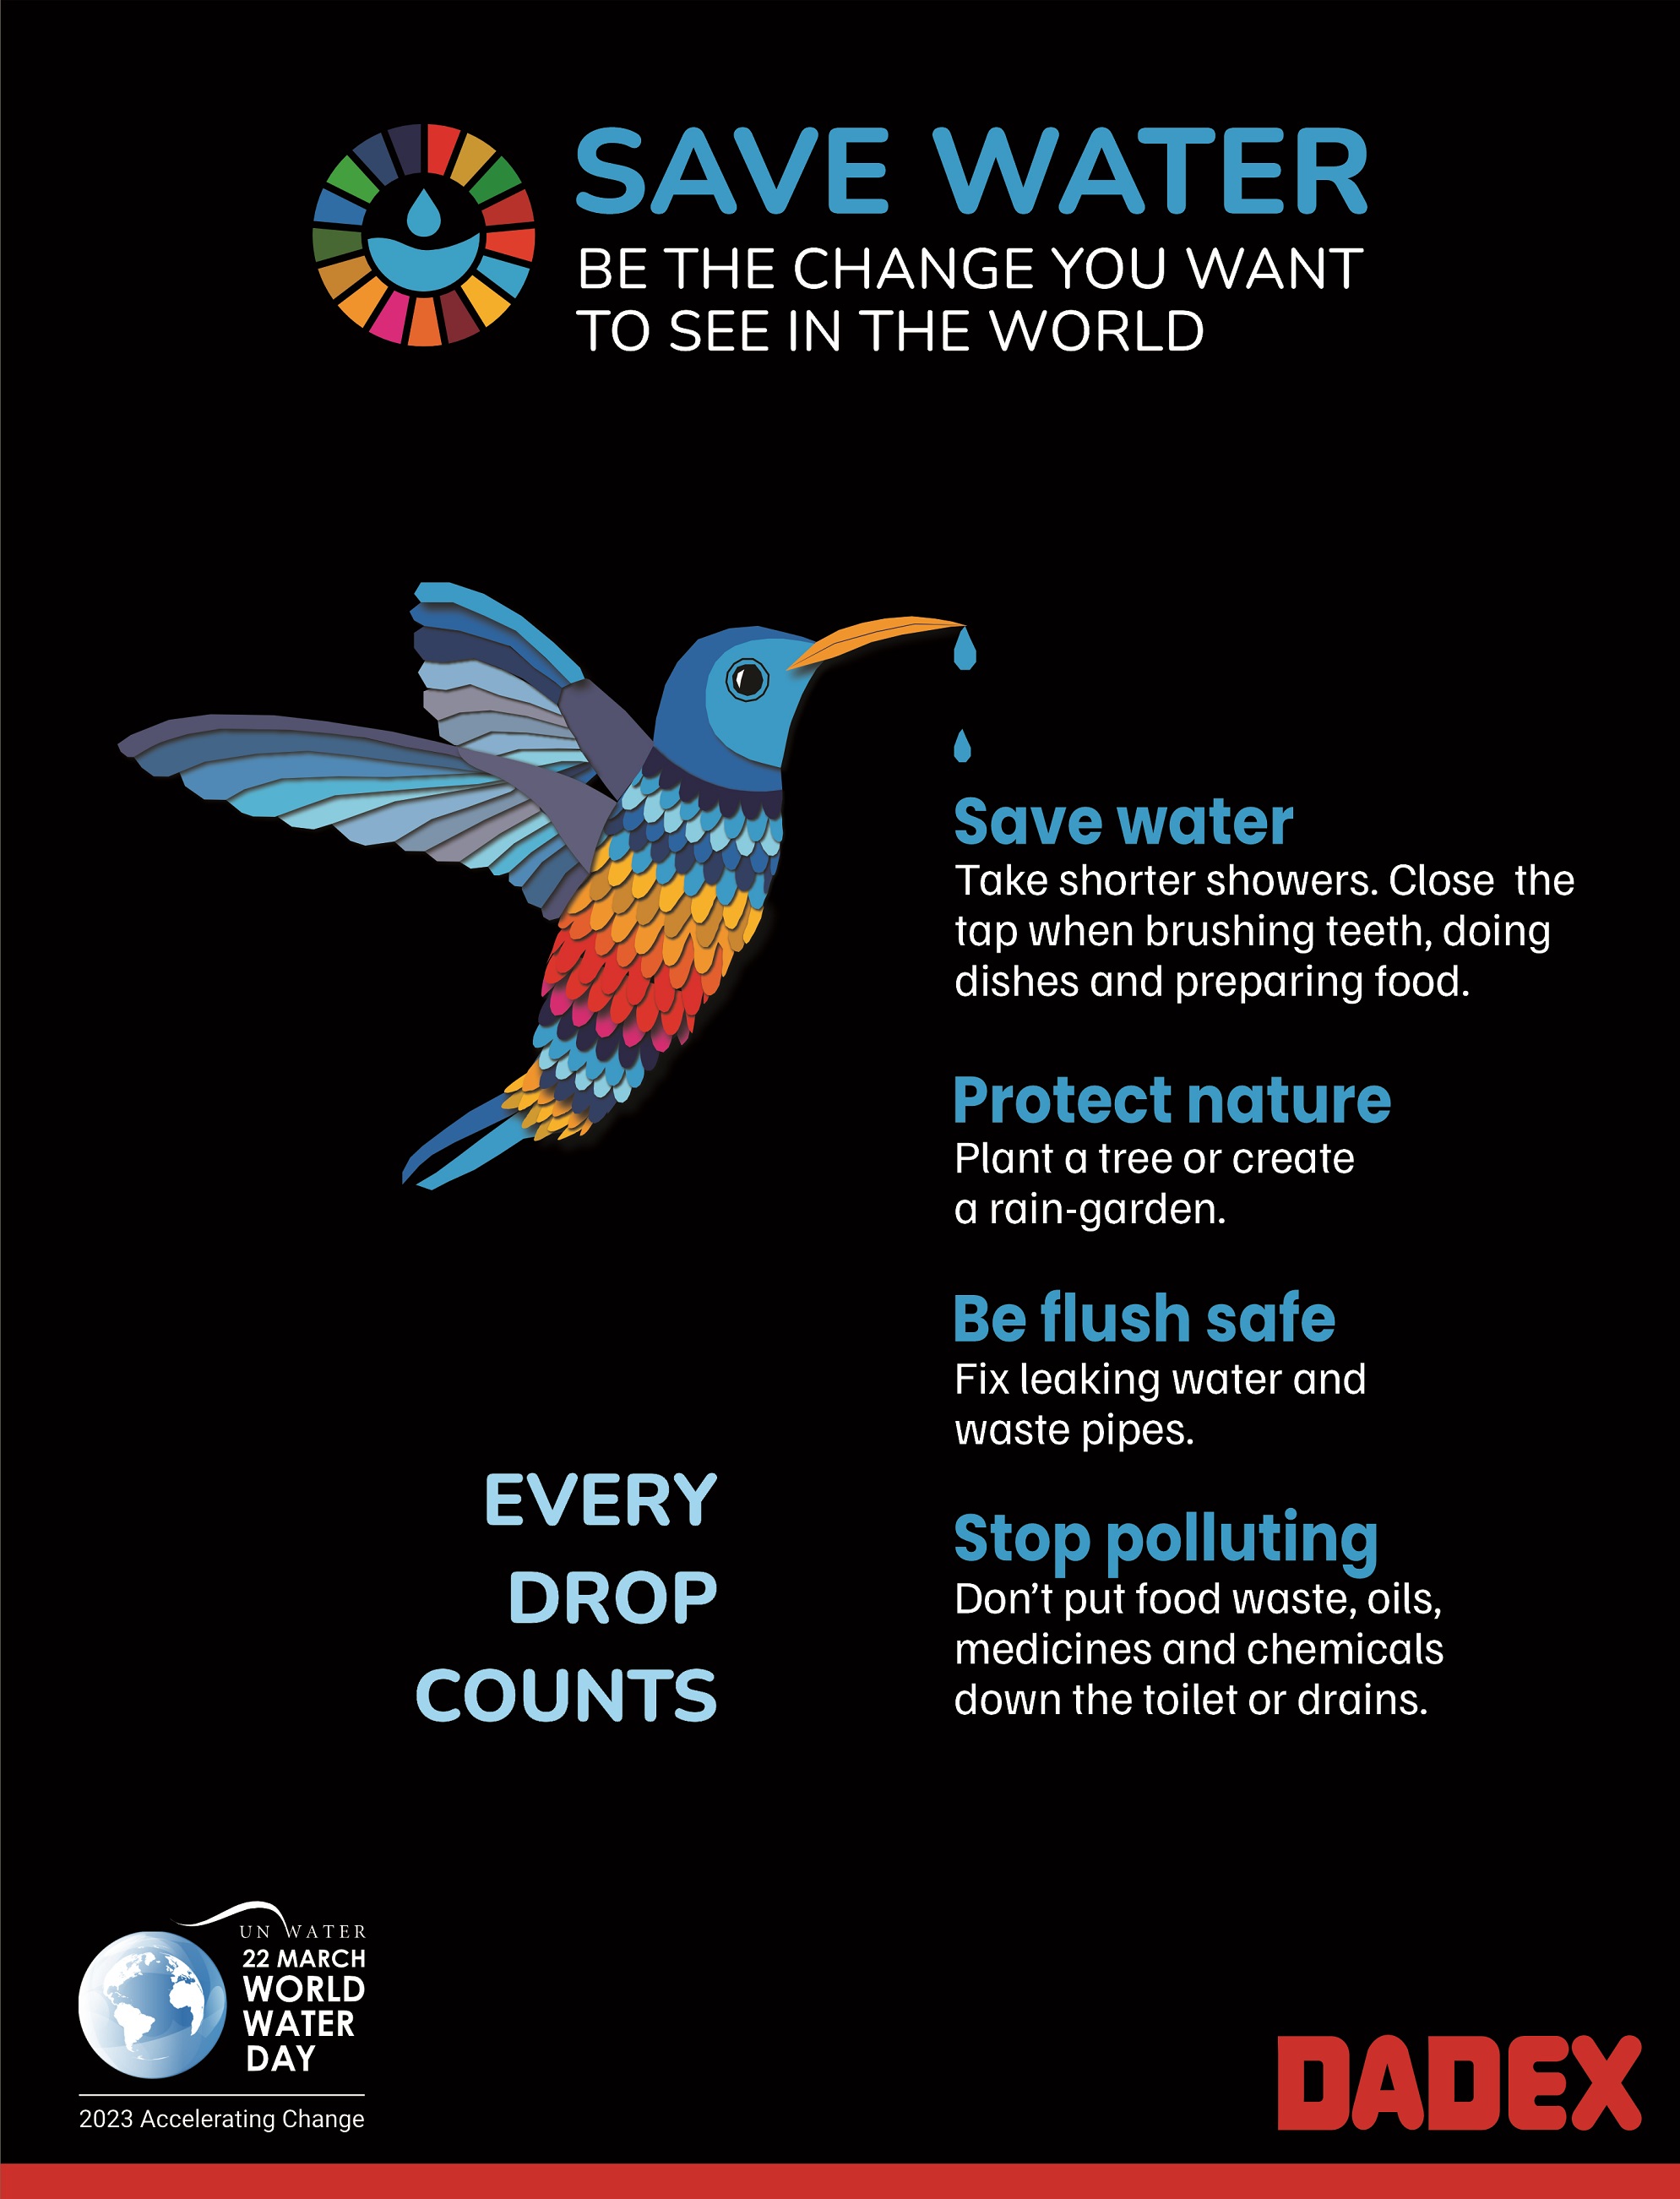 SAVE WATER
BE THE CHANGE YOU WANT
TO SEE IN THE WORLD
Save water
Take shorter showers. Close  the
tap when brushing teeth, doing
dishes and preparing food.
Protect nature
Plant a tree or create
a rain-garden.
Be flush safe
Fix leaking water and
waste pipes.
Stop polluting
Don’t put food waste, oils,
medicines and chemicals
down the toilet or drains.
EVERY
DROP
COUNTS
UN WATER
22 MARCH
WORLD
WATER
DAY
2023 Accelerating Change
DADEX